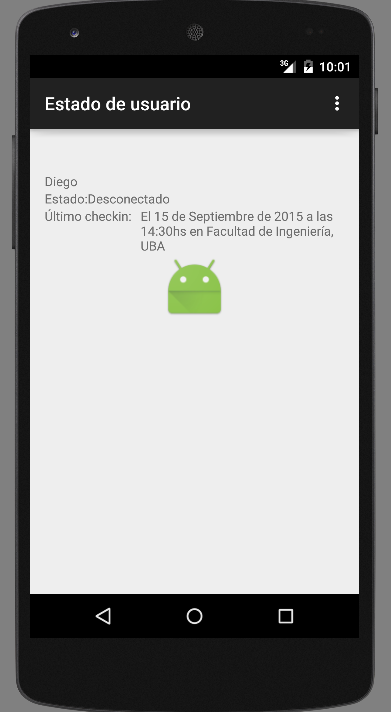 3G 10:01
Estado de usuario
Diego
Estado:Desconectado
Último checkin: El 15 de Septiembre de 2015 a las
14:30hs en Facultad de Ingeniería,
UBA